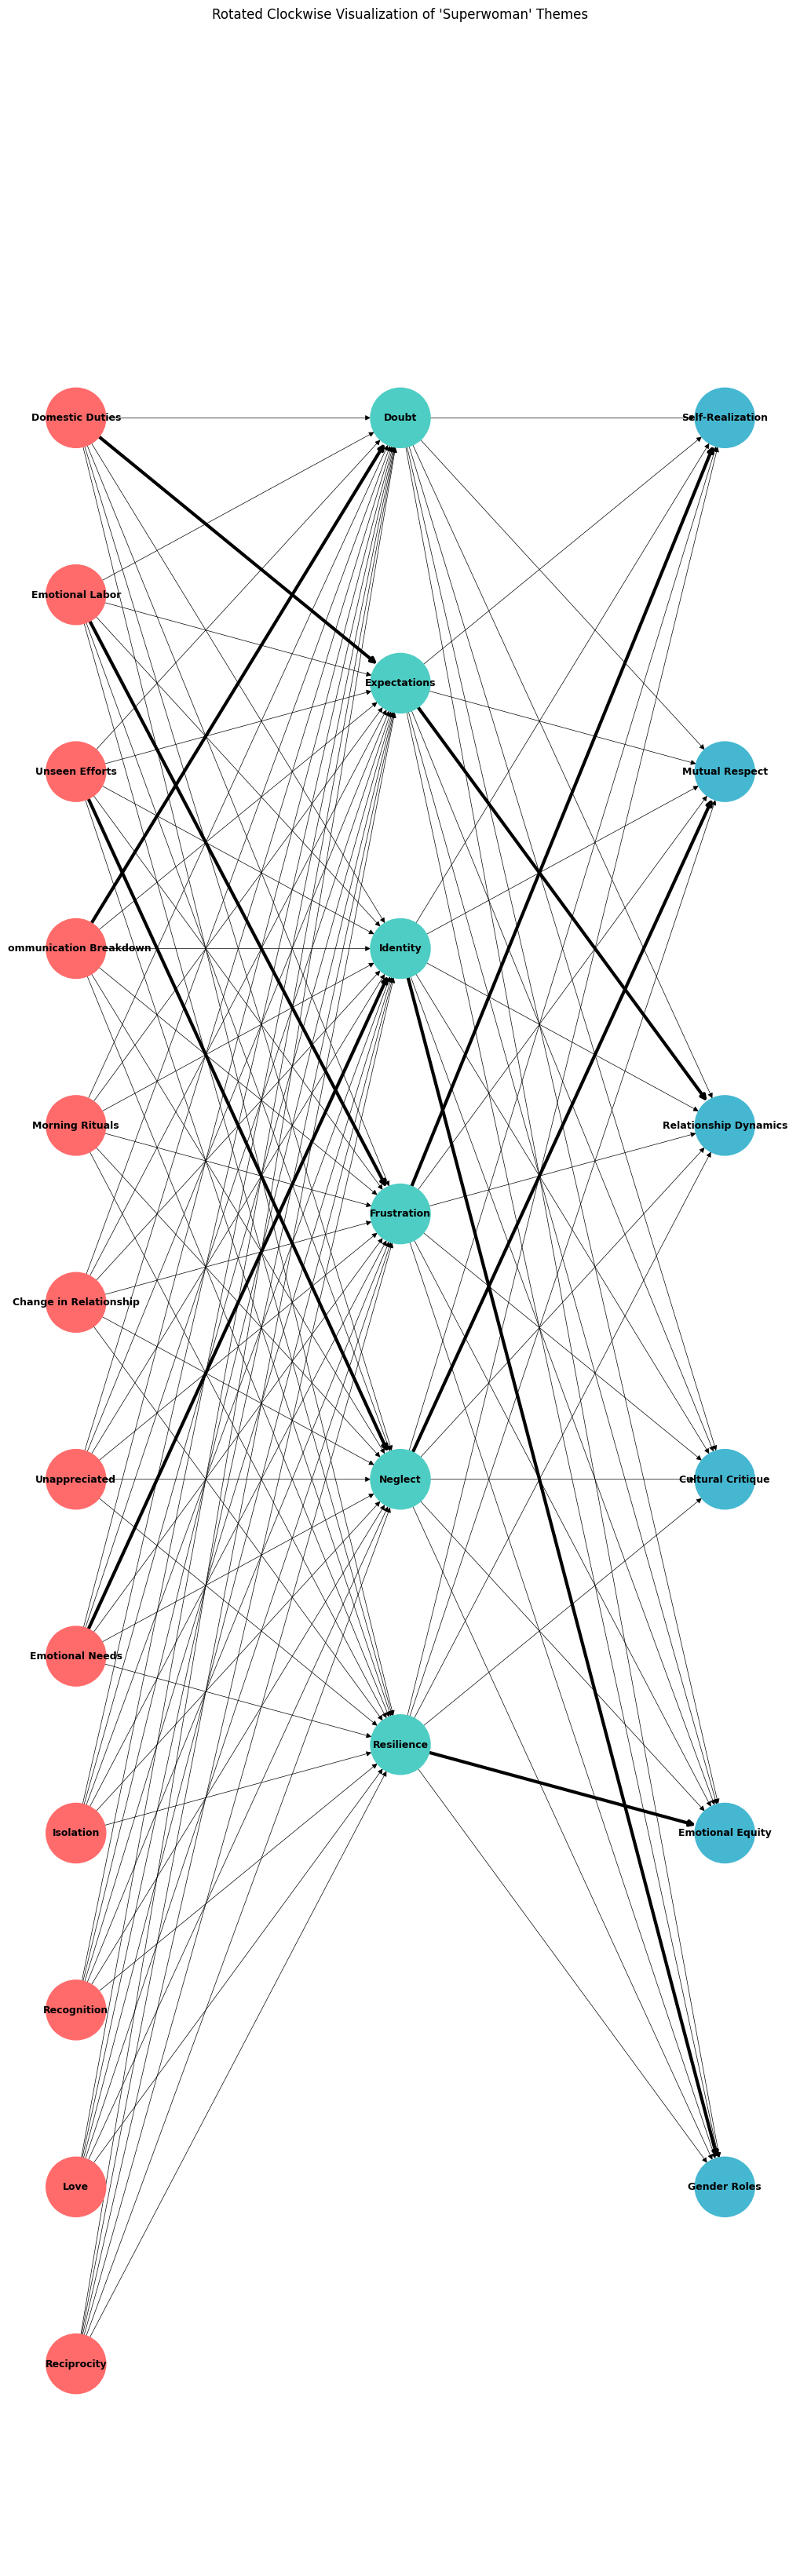 Rotated Clockwise Visualization of 'Superwoman' Themes
Domestic Duties
Doubt
Self-Realization
Emotional Labor
Expectations
Unseen Efforts
Mutual Respect
ommunication Breakdown
Identity
Morning Rituals
Relationship Dynamics
Frustration
Change in Relationship
Unappreciated
Neglect
Cultural Critique
Emotional Needs
Resilience
Isolation
Emotional Equity
Recognition
Love
Gender Roles
Reciprocity